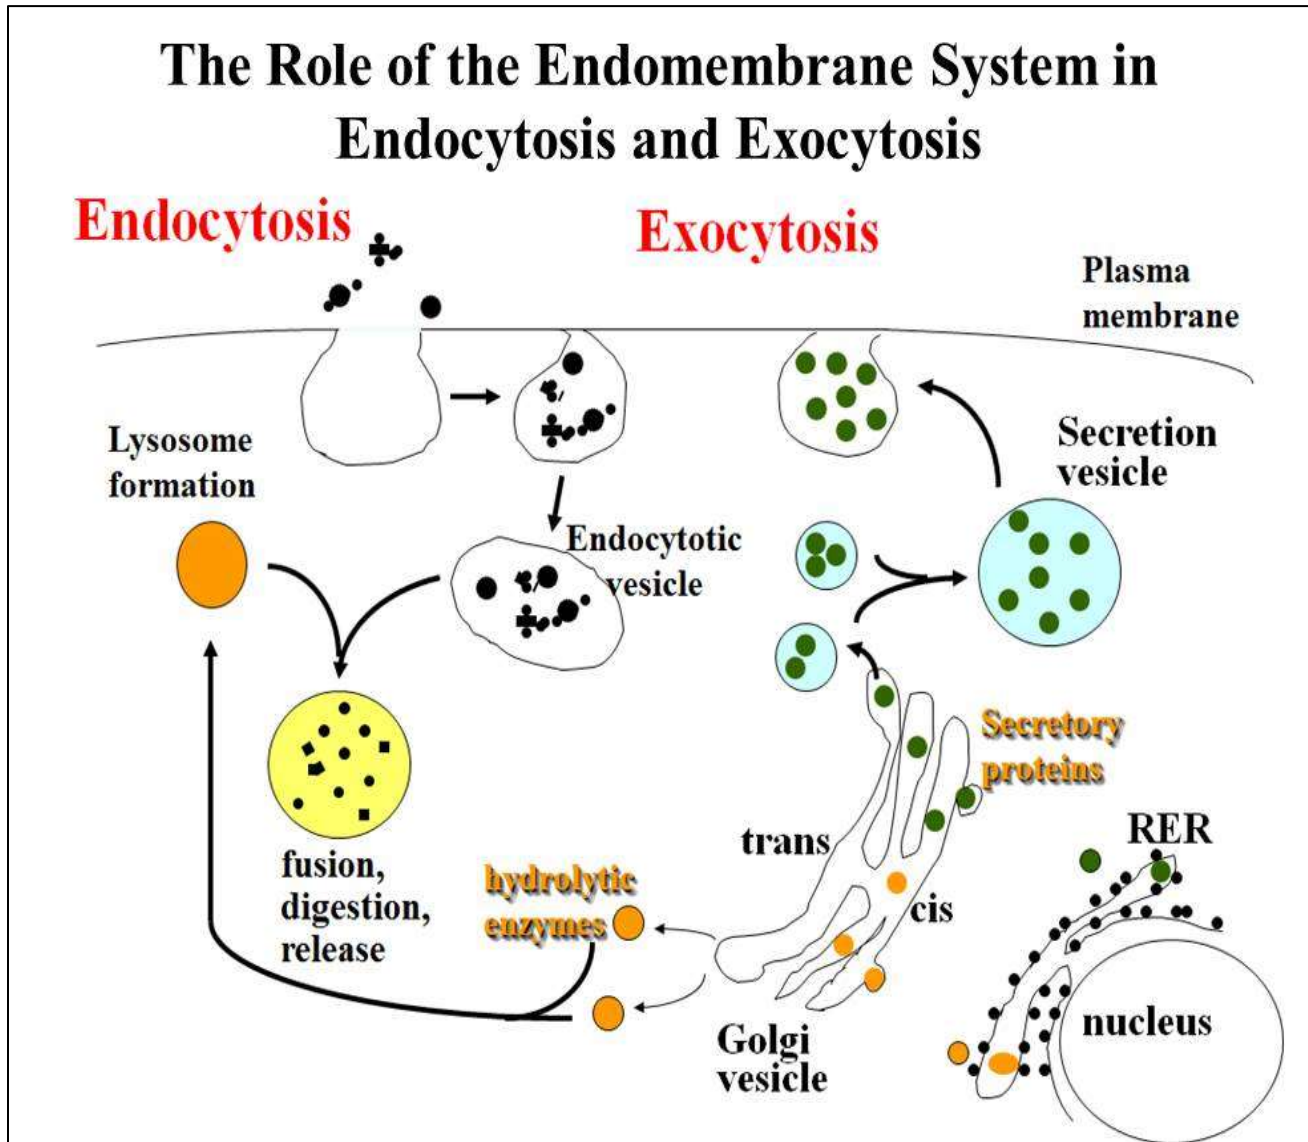 The Role of the Endomembrane System in
Endocytosis and Exocytosis
Endocytosis
Exocytosis
Plasma
membrane
Lysosome
formation
Secretion
vesicle
Endocytotic
vesicle
Secretory
proteins
RER
trans
cis
fusion,
digestion,
release
hydrolytic
enzymes
nucleus
Golgi
vesicle